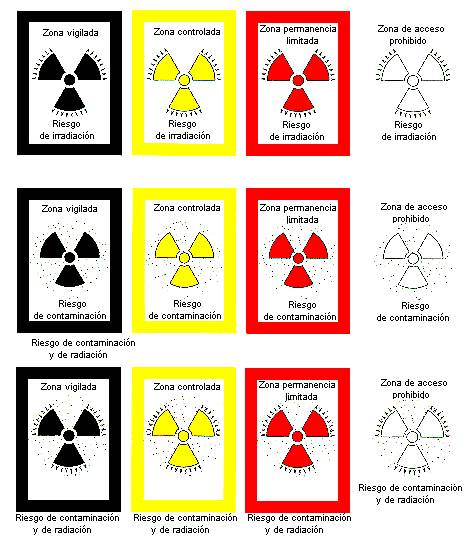 Zona vigilada
Riesgo
de irradiación
Zona controlada
Riesgo
de irradiación
Zona permanencia
limitada
Riesgo
de irradiación
Zona de acceso
prohibido
Riesgo
de irradiación
Zona vigilada
Riesgo
de contaminación
Zona controlada
Riesgo
de contaminación
Zona permanencia
limitada
Riesgo
de contaminación
Zona de acceso
prohibido
Riesgo
de contaminación
Riesgo de contaminación
y de radiación
Zona vigilada
Riesgo de contaminación
y de radiación
Zona controlada
Riesgo de contaminación
y de radiación
Zona permanencia
limitada
Riesgo de contaminación
y de radiación
Zona de acceso
prohibido
Riesgo de contaminación
y de radiación